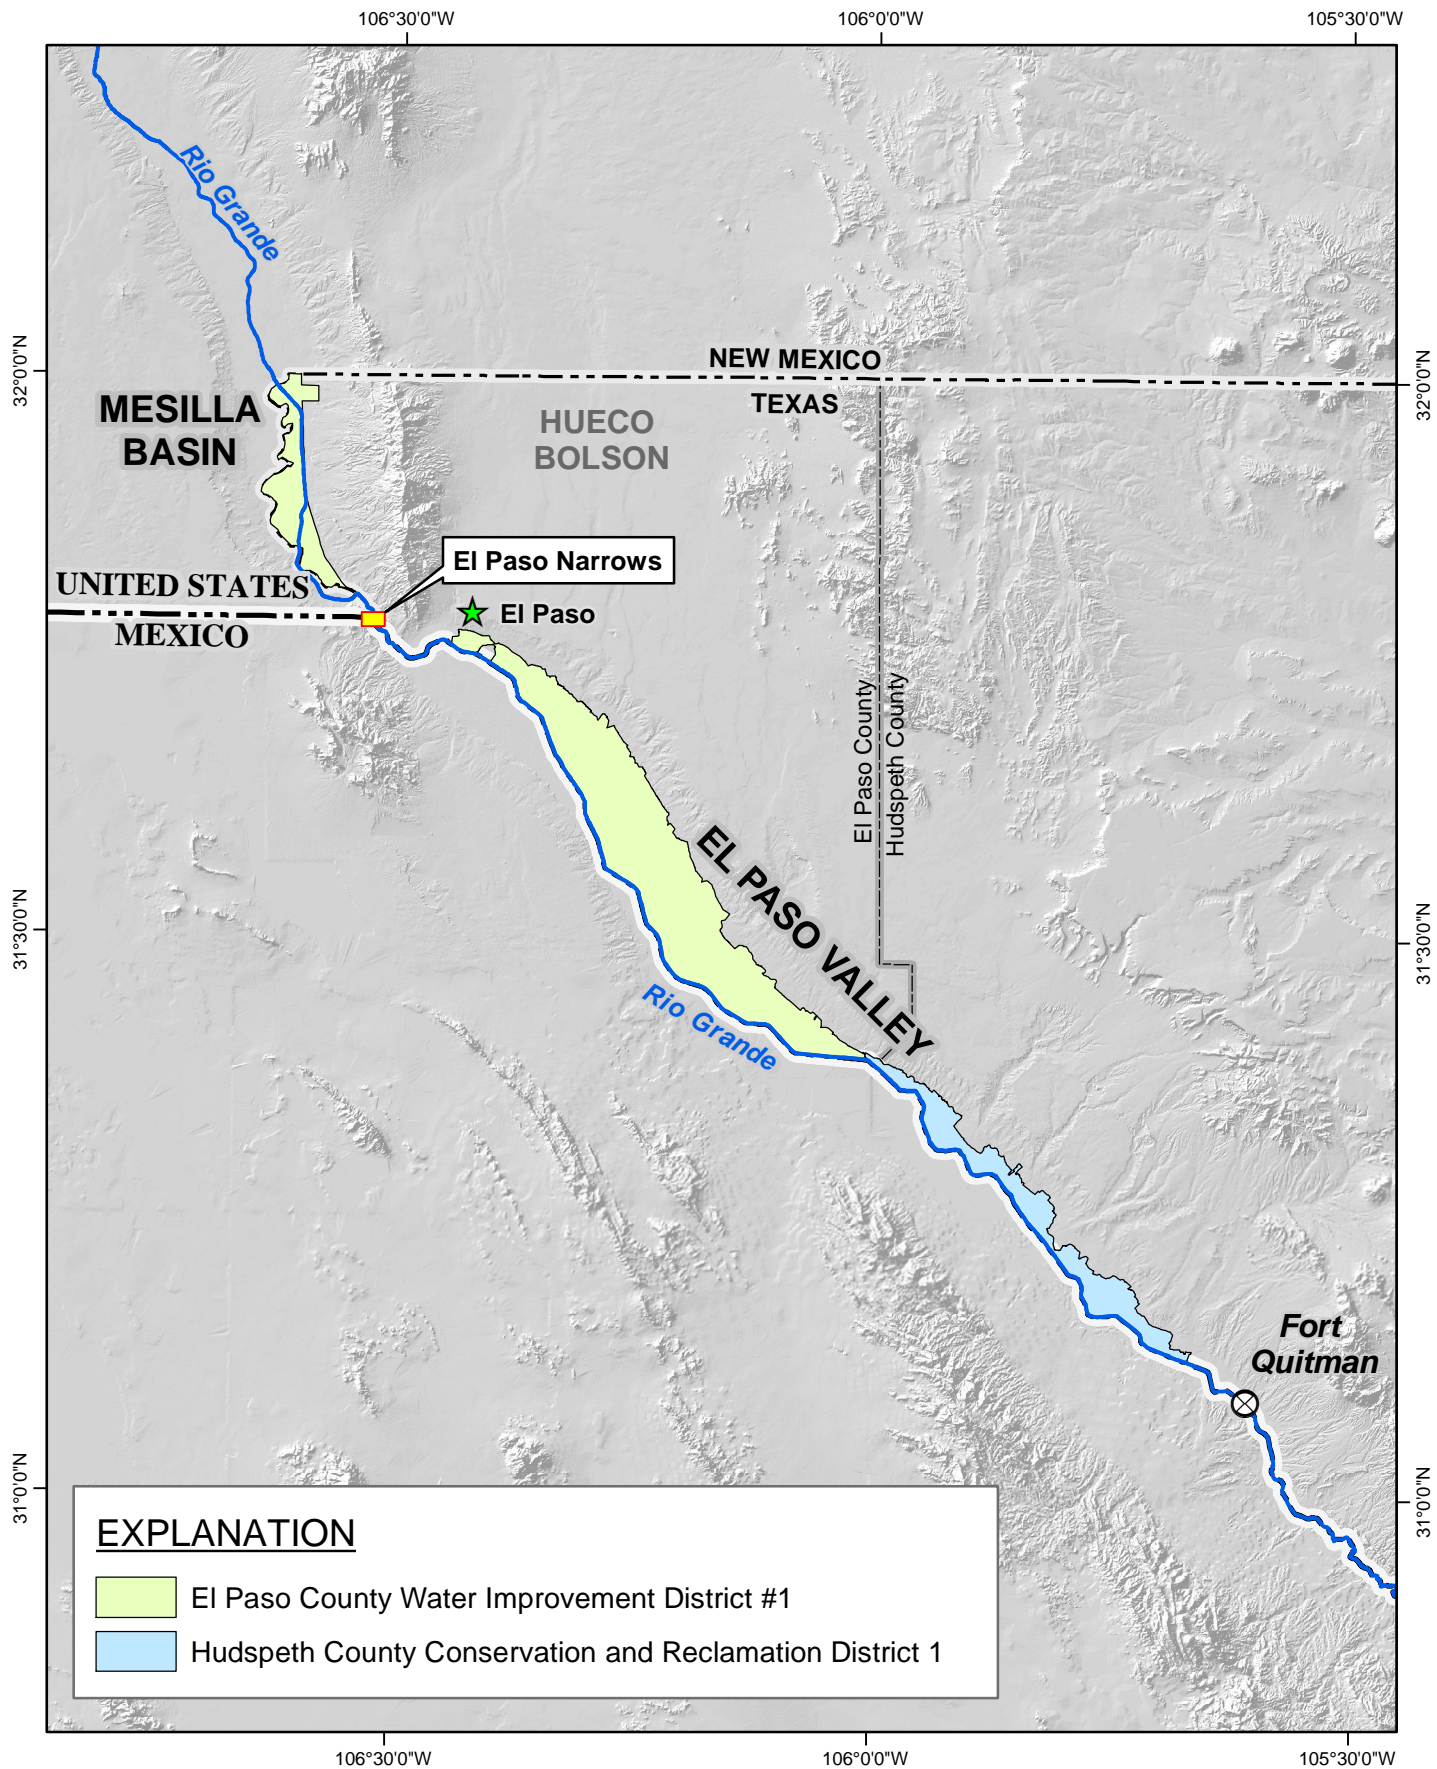 106°30'0"W
106°0'0"W
105°30'0"W
Rio Grande
32°0'0"N
32°0'0"N
NEW MEXICO
TEXAS
MESILLA
BASIN
HUECO
BOLSON
El Paso Narrows
UNITED STATES
MEXICO
El Paso
El Paso County
Hudspeth County
EL PASO VALLEY
31°30'0"N
31°30'0"N
Rio Grande
Fort
Quitman
31°0'0"N
31°0'0"N
EXPLANATION
El Paso County Water Improvement District #1
Hudspeth County Conservation and Reclamation District 1
106°30'0"W
106°0'0"W
105°30'0"W